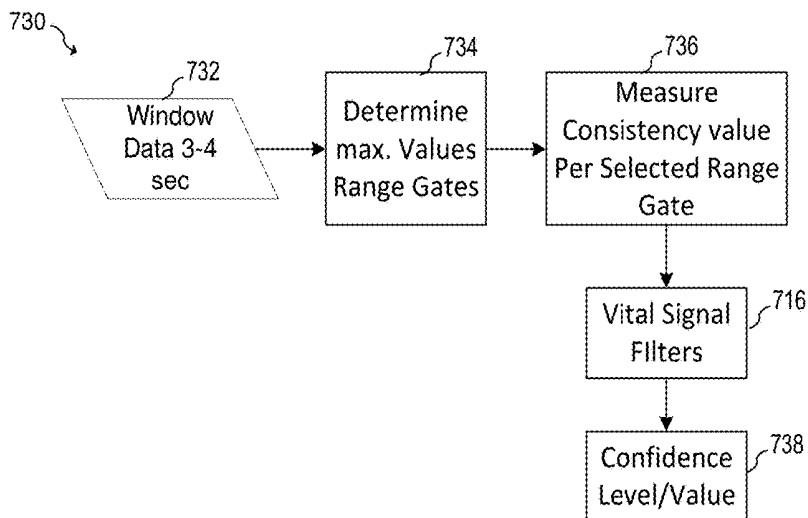 730
732
Window
Data 3-4
sec
734
Determine
max. Values
Range Gates
736
Measure
Consistency value
Per Selected Range
Gate
716
Vital Signal
FIlters
738
Confidence
Level/Value